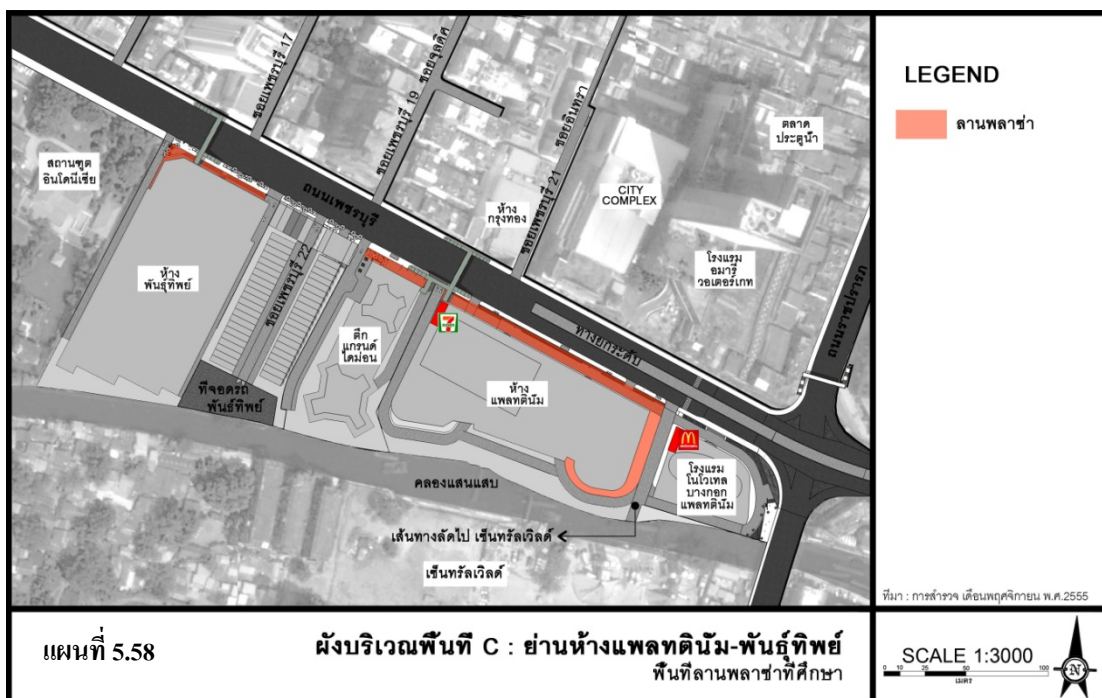 ซอยเพชรบุรี 17
ซอยเพชรบุรี 19 ซอยจุลดิศ
ซอยเพชรบุรี 21 ซอยอินทรา
ตลาด
ประตูน้ำ
สถานฑูต
อินโดนีเซีย
ถนนเพชรบุรี
ห้าง
กรุงทอง
CITY
COMPLEX
โรงแรม
อมารี
วอเตอร์เกท
ถนนราชปรารภ
ห้าง
พันธุ์ทิพย์
ซอยเพชรบุรี 22
ตึก
แกรนด์
ไดม่อน
7
ทางยกระดับ
ห้าง
แพลทตินั่ม
ที่จอดรถ
พันธ์ทิพย์
โรงแรม
โนโวเทล
บางกอก
แพลทตินั่ม
คลองแสนแสบ
เส้นทางลัดไป เซ็นทรัลเวิลด์
เซ็นทรัลเวิลด์
LEGEND
ลานพลาซ่า
ที่มา : การสำรวจ เดือนพฤศจิกายน พ.ศ.2555
แผนที่ 5.58
ผังบริเวณพื้นที่ C : ย่านห้างแพลทตินั่ม-พันธุ์ทิพย์
พื้นที่ลานพลาซ่าที่ศึกษา
SCALE 1:3000
0 10 25 50 100
เมตร
N